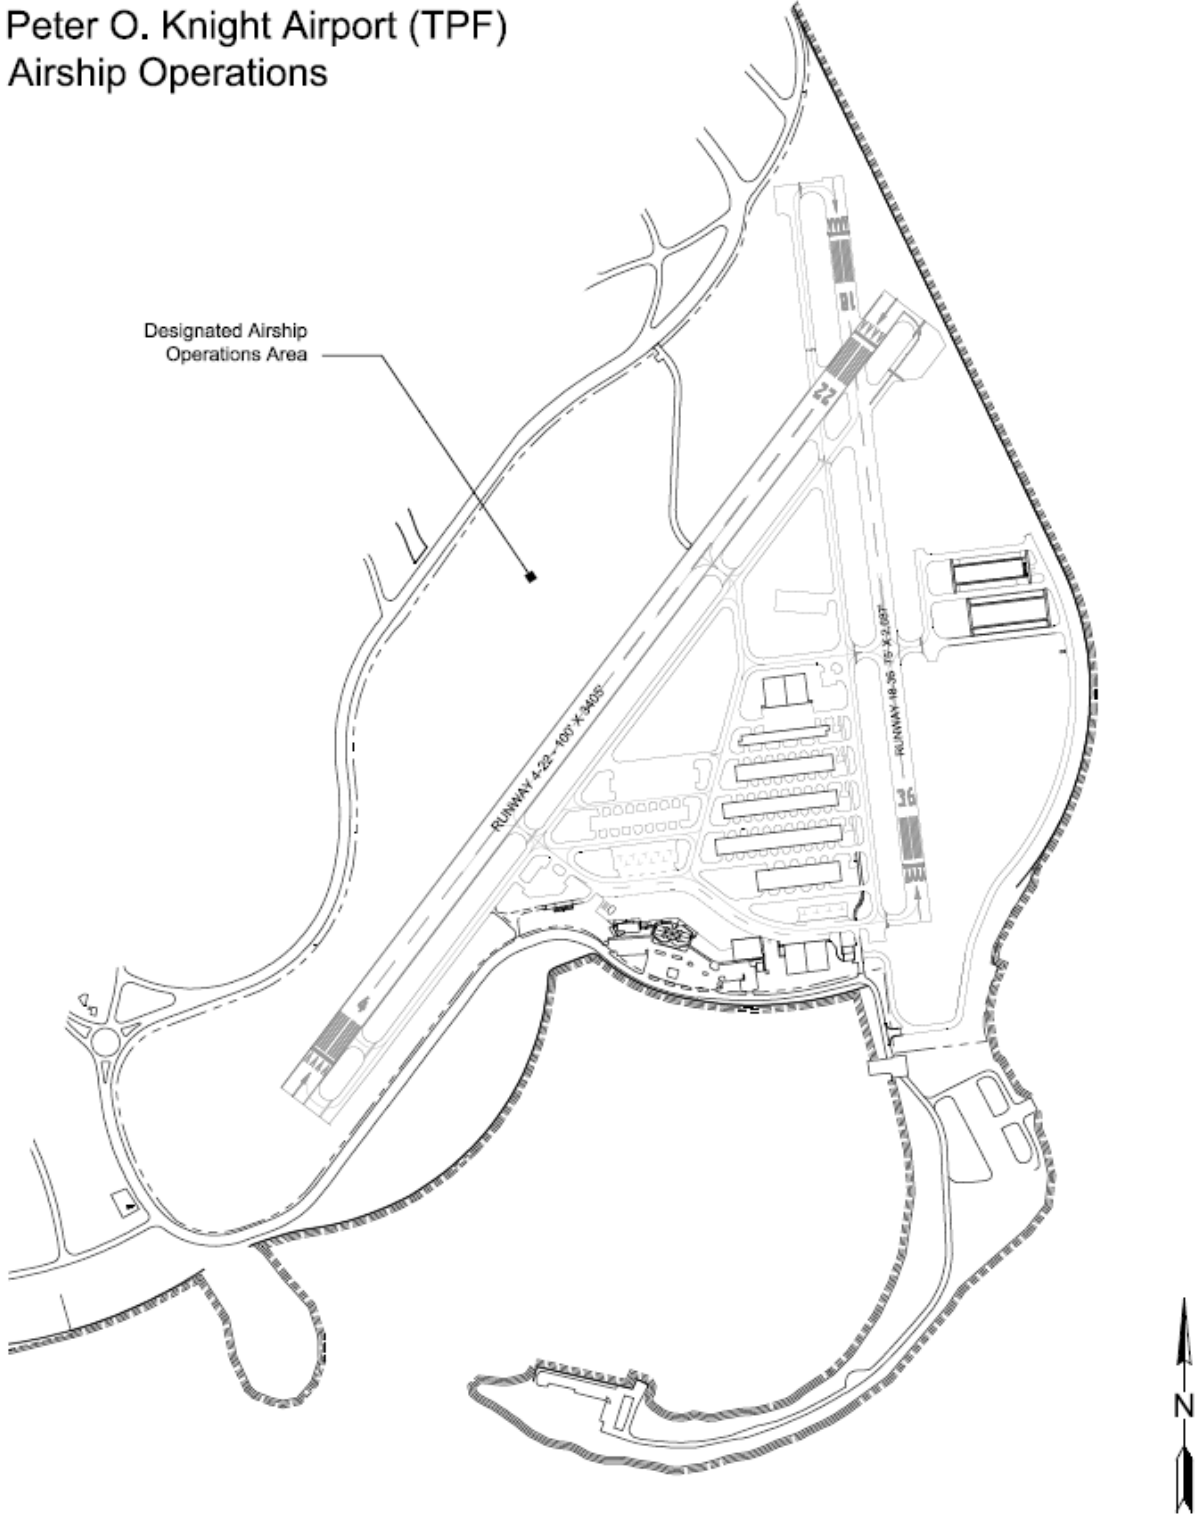 Peter O. Knight Airport (TPF)
Airship Operations
Designated Airship
Operations Area
18
22
RUNWAY 4-22 - 100' X 3405'
RUNWAY 18-36 75' X 2,687'
36
4
N